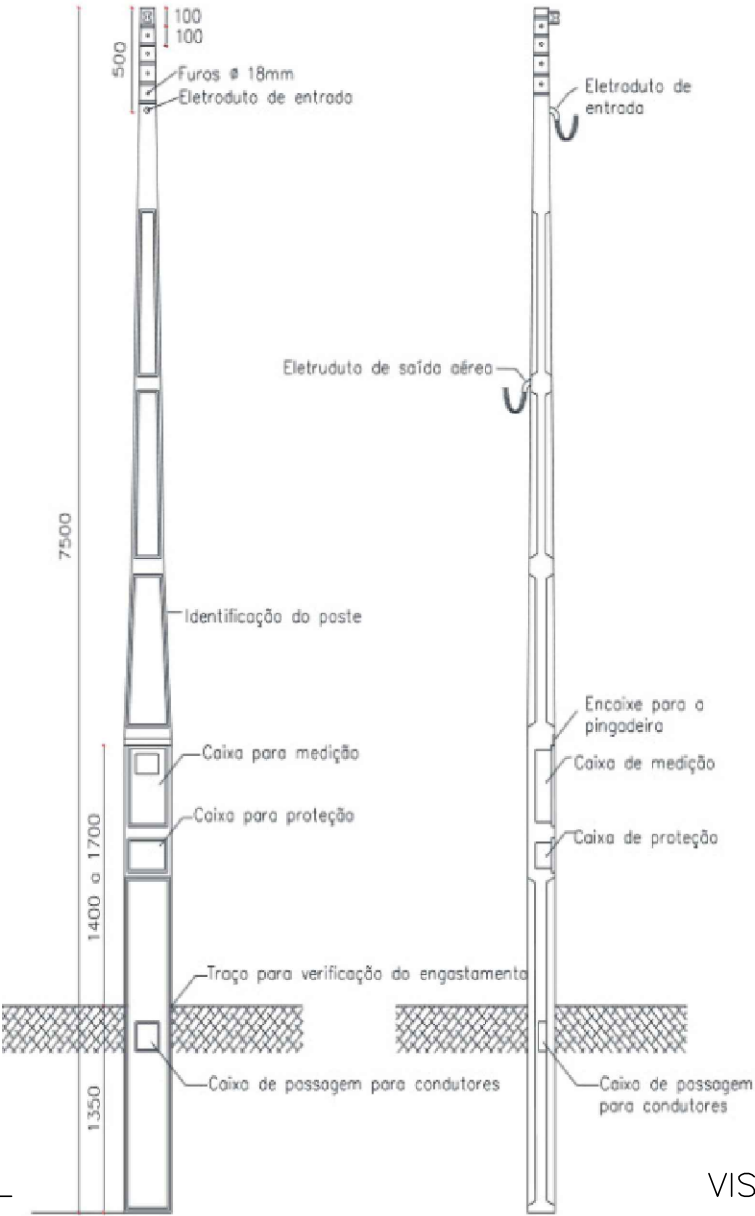 100
100
500
Furos ø 18mm
Eletroduto de entrada
7500
Identificação do poste
Caixa para medição
Caixa para proteção
1400 a 1700
Traço para verificação do engastamento
Caixa de passagem para condutores
1350
Eletroduto de
entrada
Eletruduto de saída aérea
Encaixe para a
pingadeira
Caixa de medição
Caixa de proteção
Caixa de passagem
para condutores
VIS